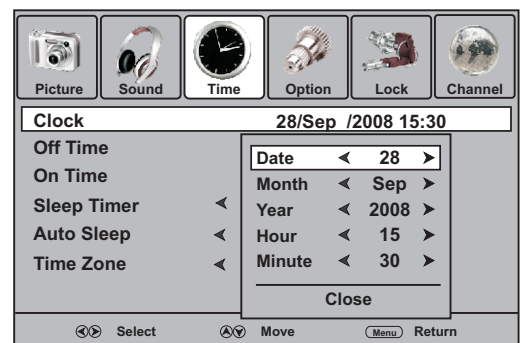 Picture Sound Time Option Lock Channel
Clock 28/Sep /2008 15:30
Off Time
On Time
Sleep Timer
Auto Sleep
Time Zone
Date 28
Month Sep
Year 2008
Hour 15
Minute 30
Close
Select Move Menu Return